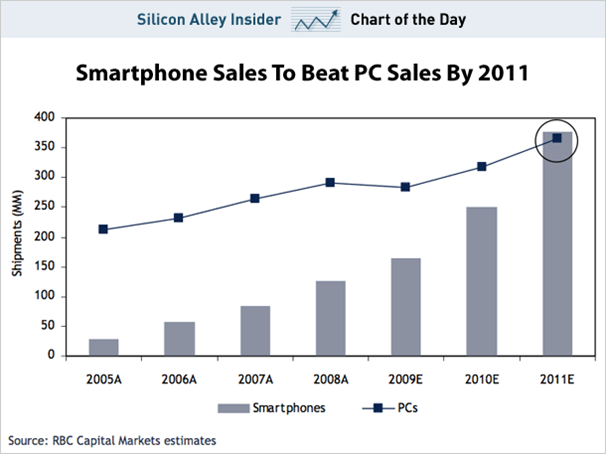 Silicon Alley Insider Chart of the Day
Smartphone Sales To Beat PC Sales By 2011
400
350
300
250
200
150
100
50
0
Shipments (MM)
2005A 2006A 2007A 2008A 2009E 2010E 2011E
Smartphones PCs
Source: RBC Capital Markets estimates